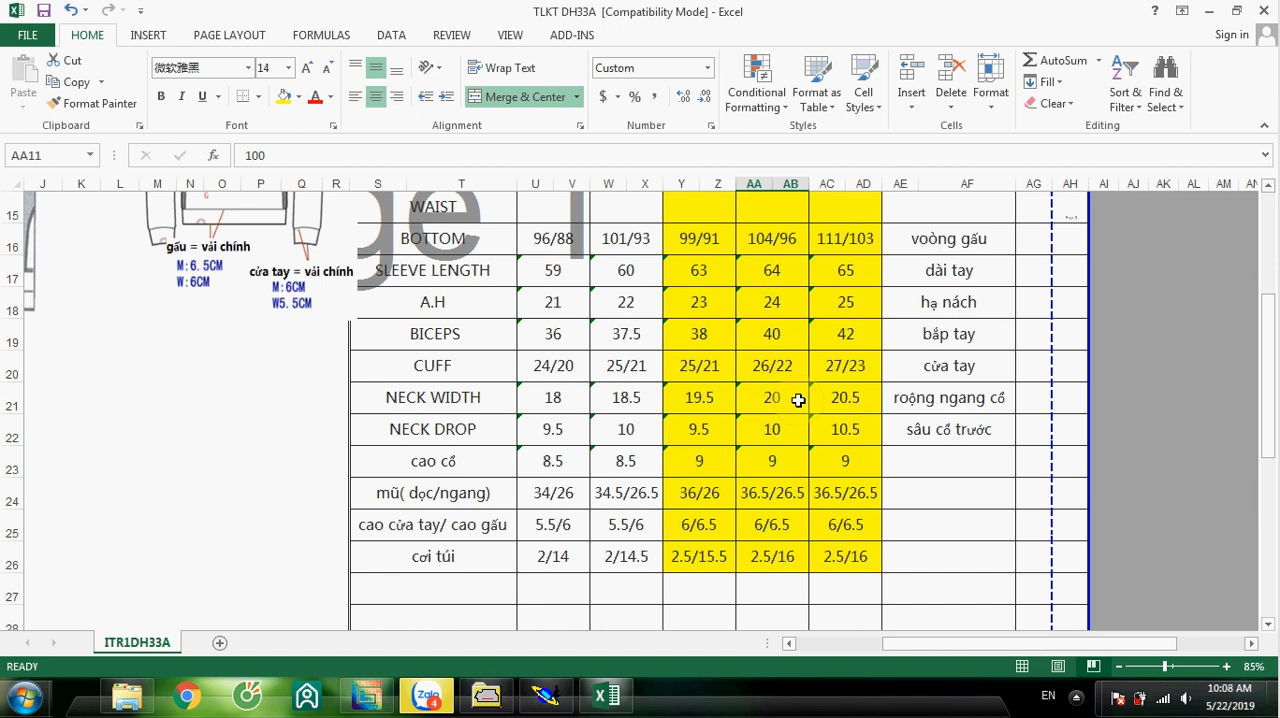 TLKT DH33A [Compatibility Mode] - Excel
FILE HOME INSERT PAGE LAYOUT FORMULAS DATA REVIEW VIEW ADD-INS Sign in
Cut
Copy
Format Painter
Paste
微软雅黑 14
B I U
Wrap Text
Merge & Center
Custom
$ % ,
Conditional Formatting
Format as Table
Cell Styles
Insert Delete Format
AutoSum
Fill
Clear
Sort & Filter
Find & Select
Clipboard Font Alignment Number Styles Cells Editing
AA11 fx 100
J K L M N O P Q R S T U V W X Y Z AA AB AC AD AE AF AG AH AI AJ AK AL AM AN
15 WAIST
16 BOTTOM 96/88 101/93 99/91 104/96 111/103 voòng gấu
17 SLEEVE LENGTH 59 60 63 64 65 dài tay
18 A.H 21 22 23 24 25 hạ nách
19 BICEPS 36 37.5 38 40 42 bắp tay
20 CUFF 24/20 25/21 25/21 26/22 27/23 cửa tay
21 NECK WIDTH 18 18.5 19.5 20 20.5 roộng ngang cổ
22 NECK DROP 9.5 10 9.5 10 10.5 sâu cổ trước
23 cao cổ 8.5 8.5 9 9 9
24 mũ( dọc/ngang) 34/26 34.5/26.5 36/26 36.5/26.5 36.5/26.5
25 cao cửa tay/ cao gấu 5.5/6 5.5/6 6/6.5 6/6.5 6/6.5
26 cơi túi 2/14 2/14.5 2.5/15.5 2.5/16 2.5/16
27
28
gấu = vải chính
M:6.5CM
W:6CM
cửa tay = vải chính
M:6CM
W5.5CM
ITR1DH33A
READY 85%
Zalo
4
EN
10:08 AM
5/22/2019